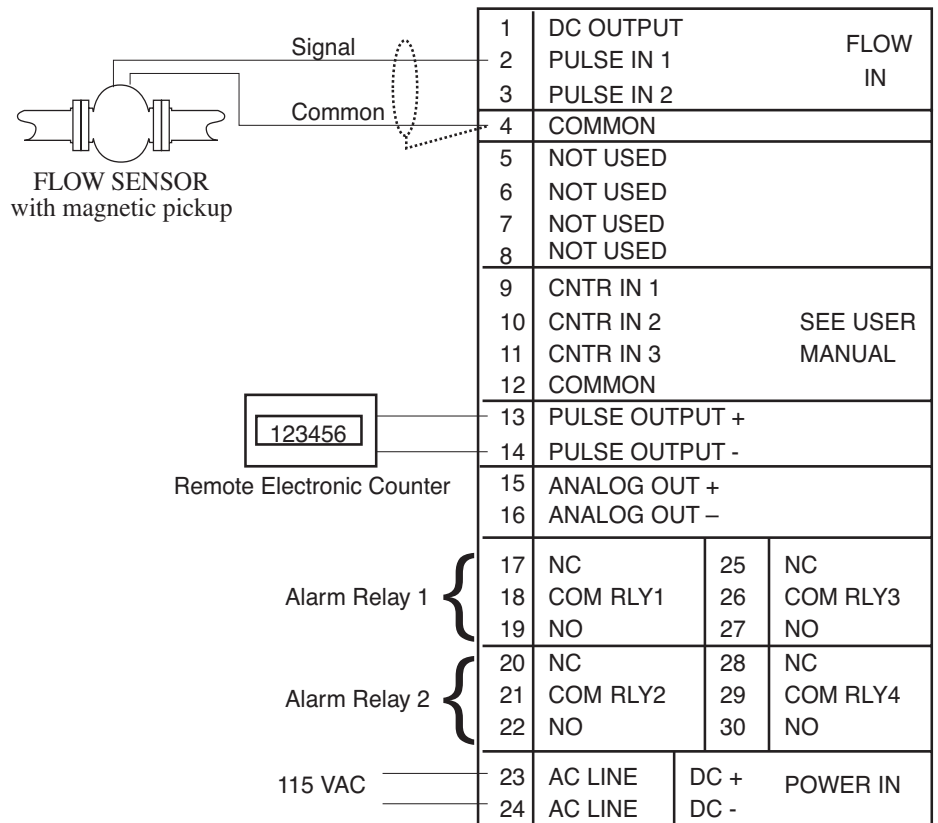 Signal
Common
FLOW SENSOR
with magnetic pickup
1 DC OUTPUT
2 PULSE IN 1
3 PULSE IN 2
FLOW
IN
4 COMMON
5 NOT USED
6 NOT USED
7 NOT USED
8 NOT USED
9 CNTR IN 1
10 CNTR IN 2 SEE USER
11 CNTR IN 3 MANUAL
12 COMMON
123456
Remote Electronic Counter
13 PULSE OUTPUT +
14 PULSE OUTPUT -
15 ANALOG OUT +
16 ANALOG OUT –
Alarm Relay 1
17 NC 25 NC
18 COM RLY1 26 COM RLY3
19 NO 27 NO
Alarm Relay 2
20 NC 28 NC
21 COM RLY2 29 COM RLY4
22 NO 30 NO
115 VAC
23 AC LINE DC + POWER IN
24 AC LINE DC -